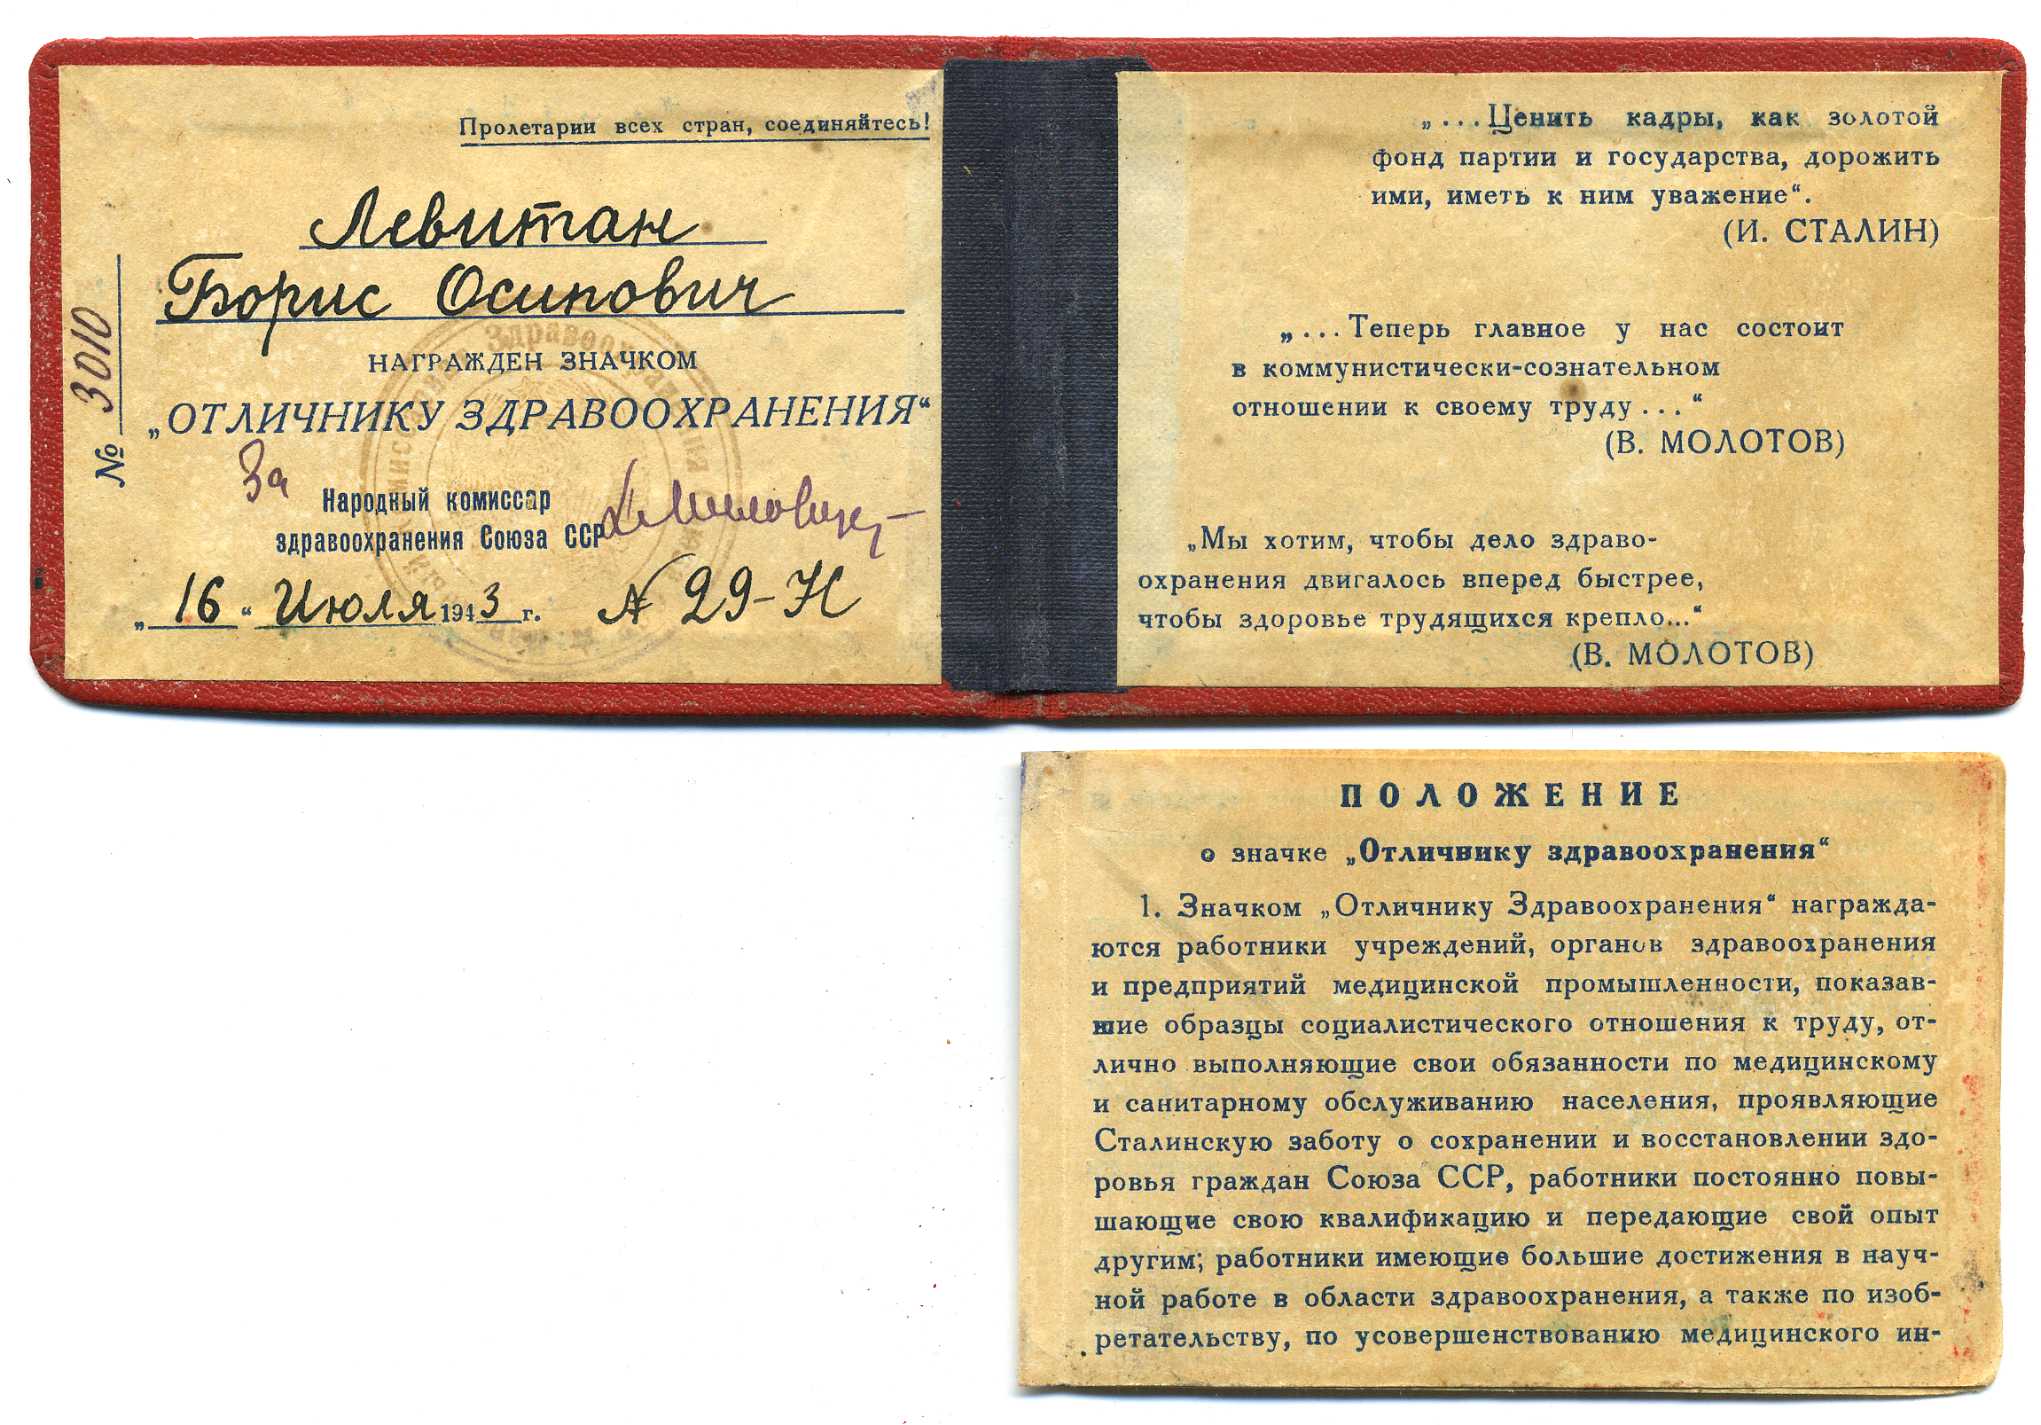 Пролетарии всех стран, соединяйтесь!
Левитан
Борис Осипович
НАГРАЖДЕН ЗНАЧКОМ
„ОТЛИЧНИКУ ЗДРАВООХРАНЕНИЯ“
За
Народный комиссар
здравоохранения Союза ССР
„16“ Июля 1943 г. № 29-Н
№ 3010
„...Ценить кадры, как золотой
фонд партии и государства, дорожить
ими, иметь к ним уважение“.
(И. СТАЛИН)
„...Теперь главное у нас состоит
в коммунистически-сознательном
отношении к своему труду...“
(В. МОЛОТОВ)
„Мы хотим, чтобы дело здраво-
охранения двигалось вперед быстрее,
чтобы здоровье трудящихся крепло...“
(В. МОЛОТОВ)
ПОЛОЖЕНИЕ
о значке „Отличнику здравоохранения“
1. Значком „Отличнику Здравоохранения“ награжда-
ются работники учреждений, органов здравоохранения
и предприятий медицинской промышленности, показав-
шие образцы социалистического отношения к труду, от-
лично выполняющие свои обязанности по медицинскому
и санитарному обслуживанию населения, проявляющие
Сталинскую заботу о сохранении и восстановлении здо-
ровья граждан Союза ССР, работники постоянно повы-
шающие свою квалификацию и передающие свой опыт
другим; работники имеющие большие достижения в науч-
ной работе в области здравоохранения, а также по изоб-
ретательству, по усовершенствованию медицинского ин-